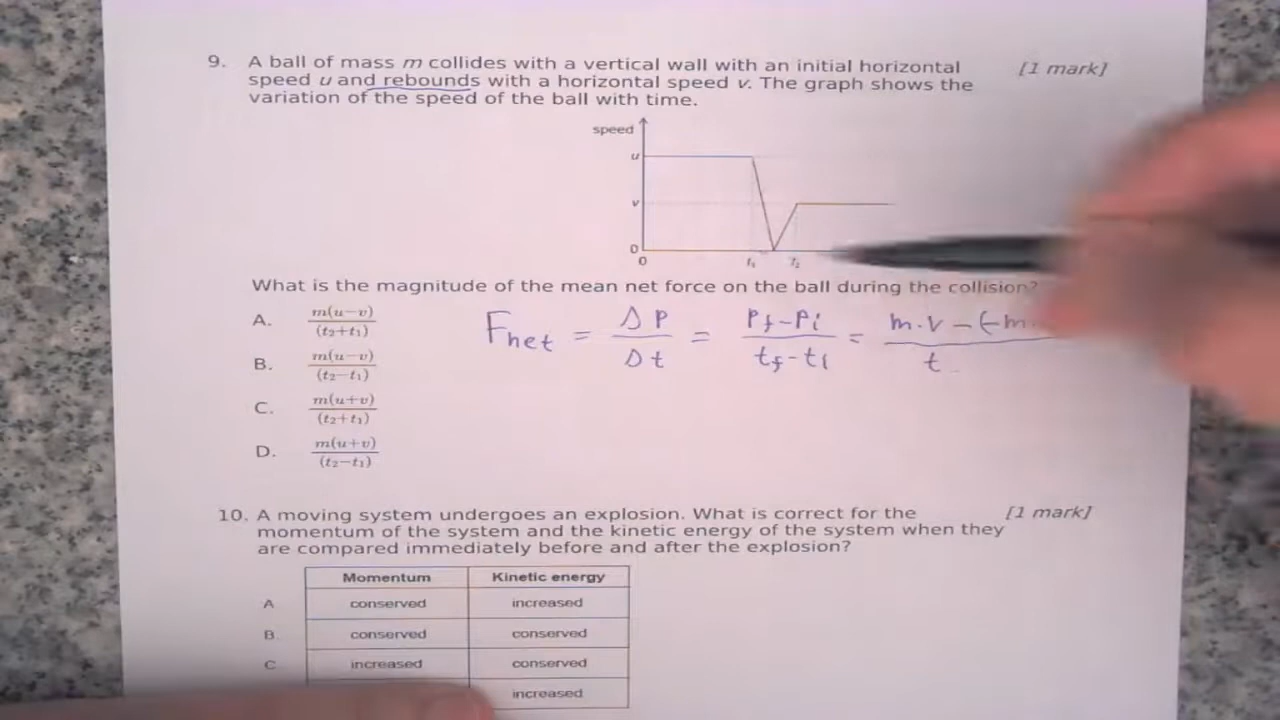 9. A ball of mass m collides with a vertical wall with an initial horizontal [1 mark]
speed u and rebounds with a horizontal speed v. The graph shows the
variation of the speed of the ball with time.
speed
u
v
0
0 t₁ t₂
What is the magnitude of the mean net force on the ball during the collision?
A. m(u−v)/(t₂+t₁)
B. m(u−v)/(t₂−t₁)
C. m(u+v)/(t₂+t₁)
D. m(u+v)/(t₂−t₁)
Fnet = Δp/Δt = (Pf−Pi)/(tf−ti) = m·v−(−m / t
10. A moving system undergoes an explosion. What is correct for the [1 mark]
momentum of the system and the kinetic energy of the system when they
are compared immediately before and after the explosion?
Momentum Kinetic energy
A conserved increased
B. conserved conserved
C increased conserved
increased